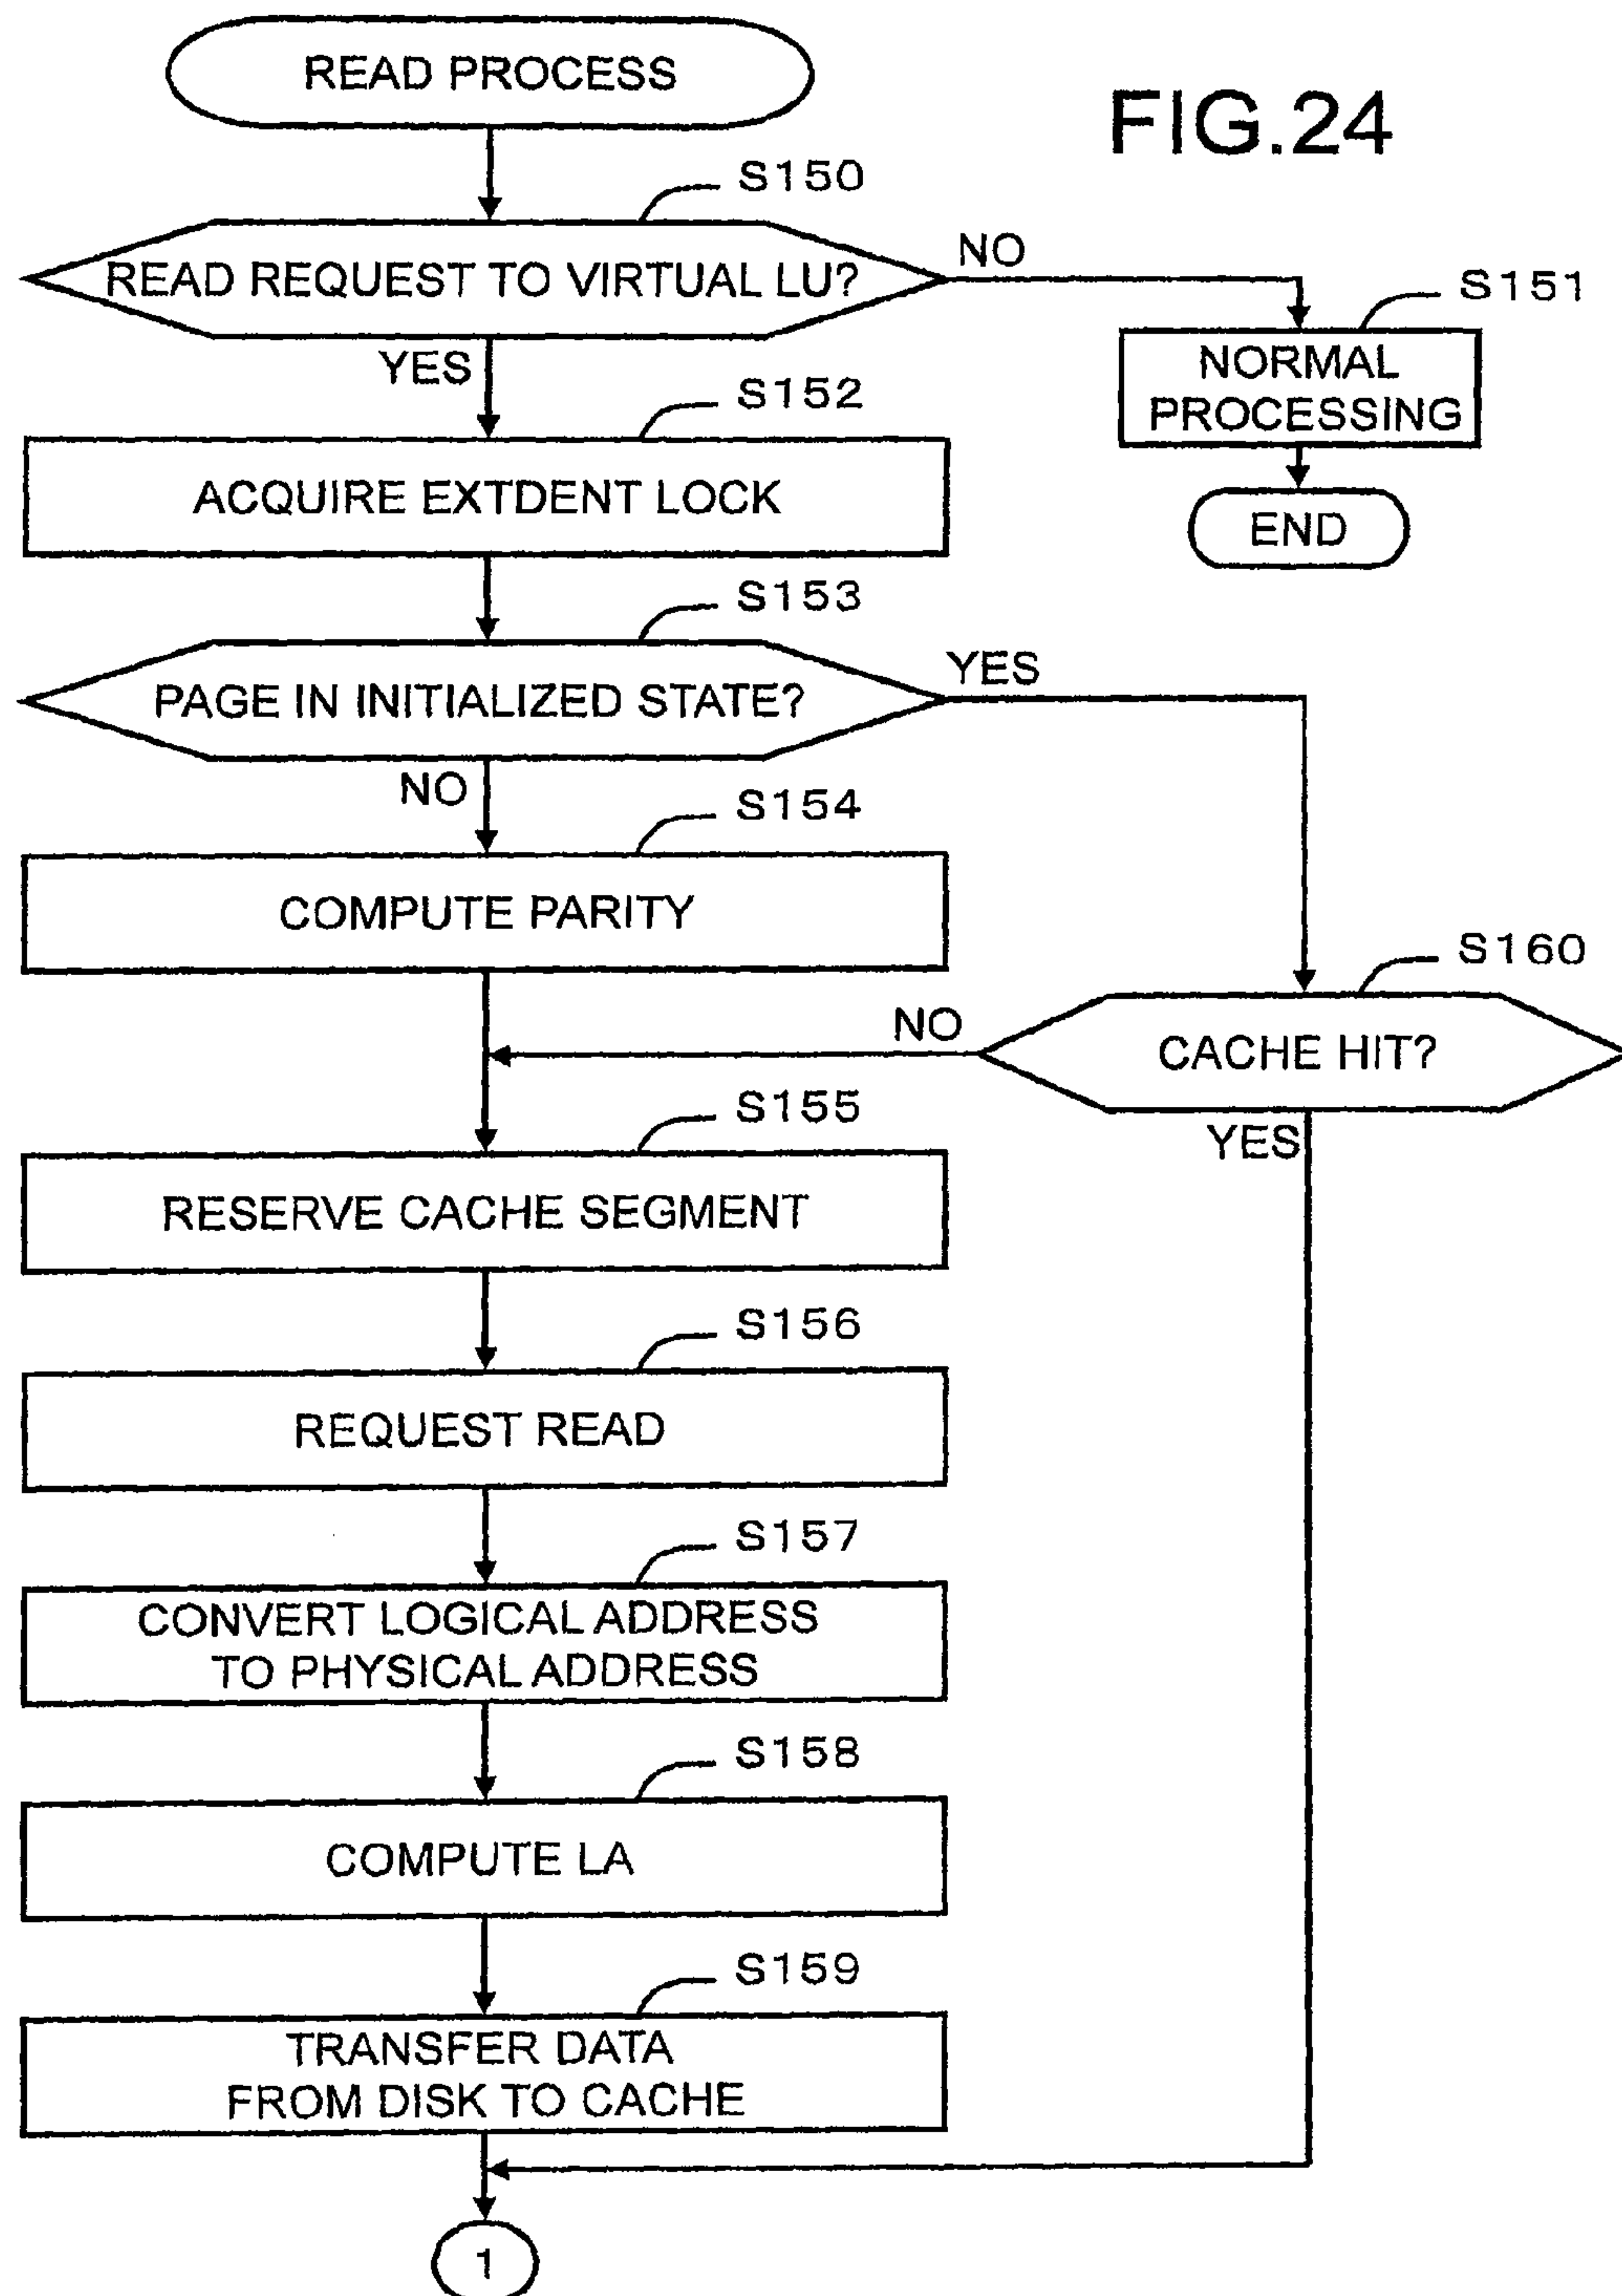 READ PROCESS
FIG.24
S150
READ REQUEST TO VIRTUAL LU?
NO
S151
NORMAL
PROCESSING
END
YES
S152
ACQUIRE EXTDENT LOCK
S153
PAGE IN INITIALIZED STATE?
YES
NO
S154
COMPUTE PARITY
S160
CACHE HIT?
NO
YES
S155
RESERVE CACHE SEGMENT
S156
REQUEST READ
S157
CONVERT LOGICAL ADDRESS
TO PHYSICAL ADDRESS
S158
COMPUTE LA
S159
TRANSFER DATA
FROM DISK TO CACHE
1